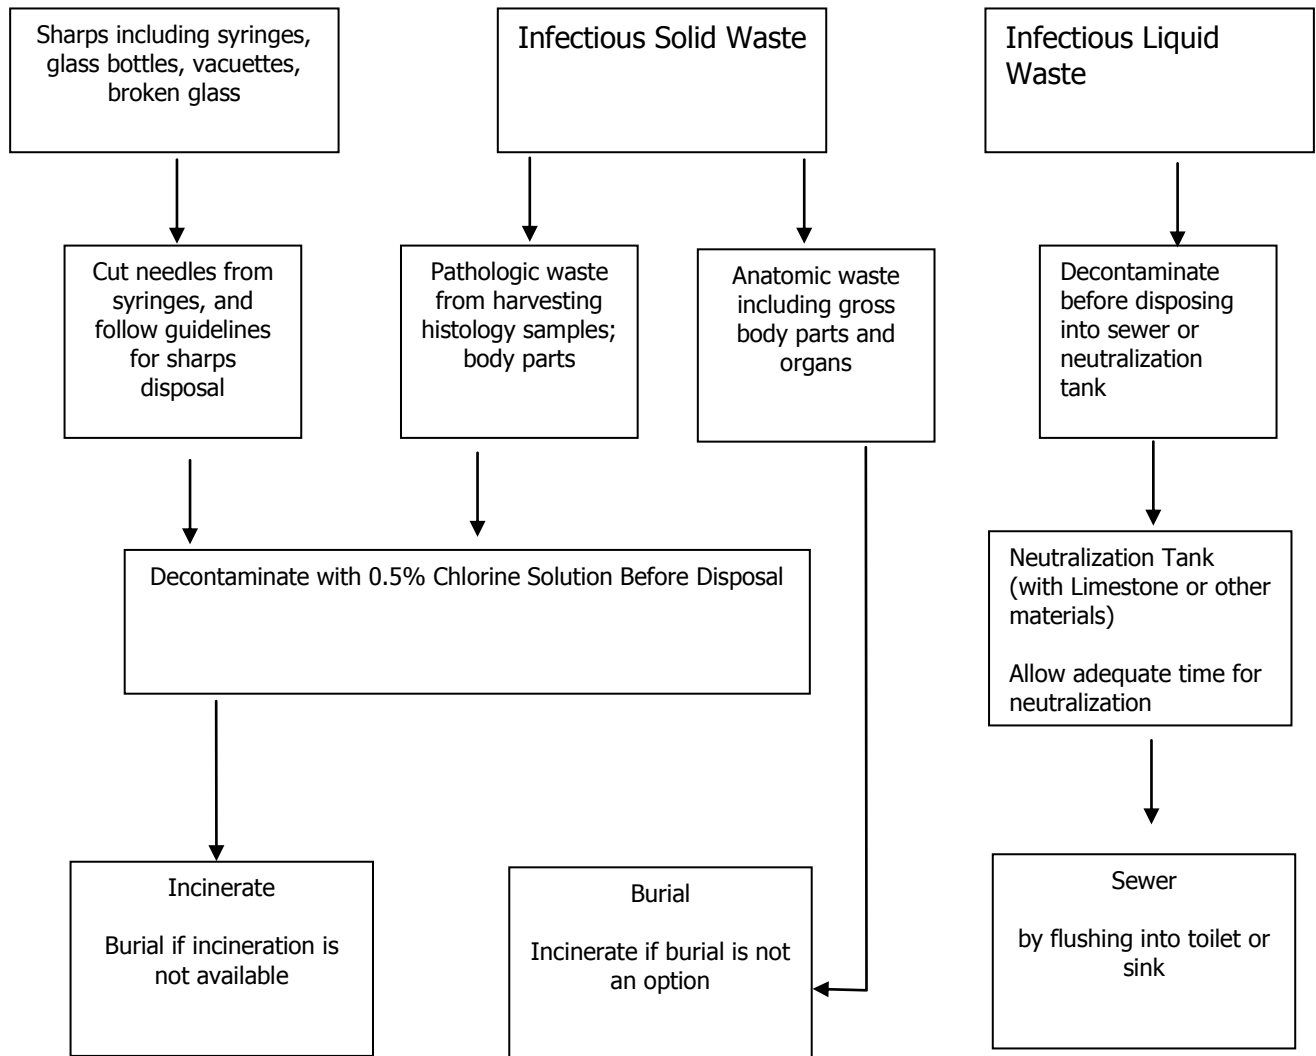 Sharps including syringes,
glass bottles, vacuettes,
broken glass
Infectious Solid Waste
Infectious Liquid
Waste
Cut needles from
syringes, and
follow guidelines
for sharps
disposal
Pathologic waste
from harvesting
histology samples;
body parts
Anatomic waste
including gross
body parts and
organs
Decontaminate
before disposing
into sewer or
neutralization
tank
Decontaminate with 0.5% Chlorine Solution Before Disposal
Neutralization Tank
(with Limestone or other
materials)
Allow adequate time for
neutralization
Incinerate
Burial if incineration is
not available
Burial
Incinerate if burial is not
an option
Sewer
by flushing into toilet or
sink